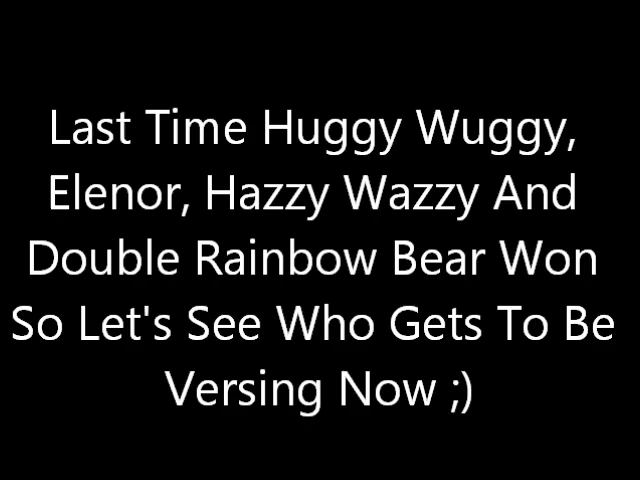 Last Time Huggy Wuggy,
Elenor, Hazzy Wazzy And
Double Rainbow Bear Won
So Let's See Who Gets To Be
Versing Now ;)